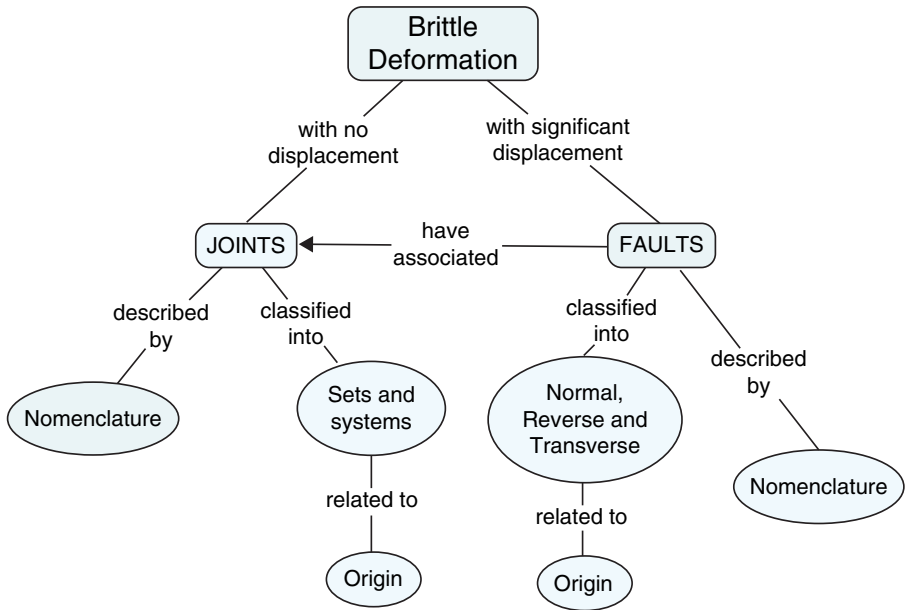 Brittle
Deformation
with no
displacement
with significant
displacement
JOINTS
have
associated
FAULTS
described
by
classified
into
classified
into
described
by
Nomenclature
Sets and
systems
Normal,
Reverse and
Transverse
Nomenclature
related to
related to
Origin
Origin